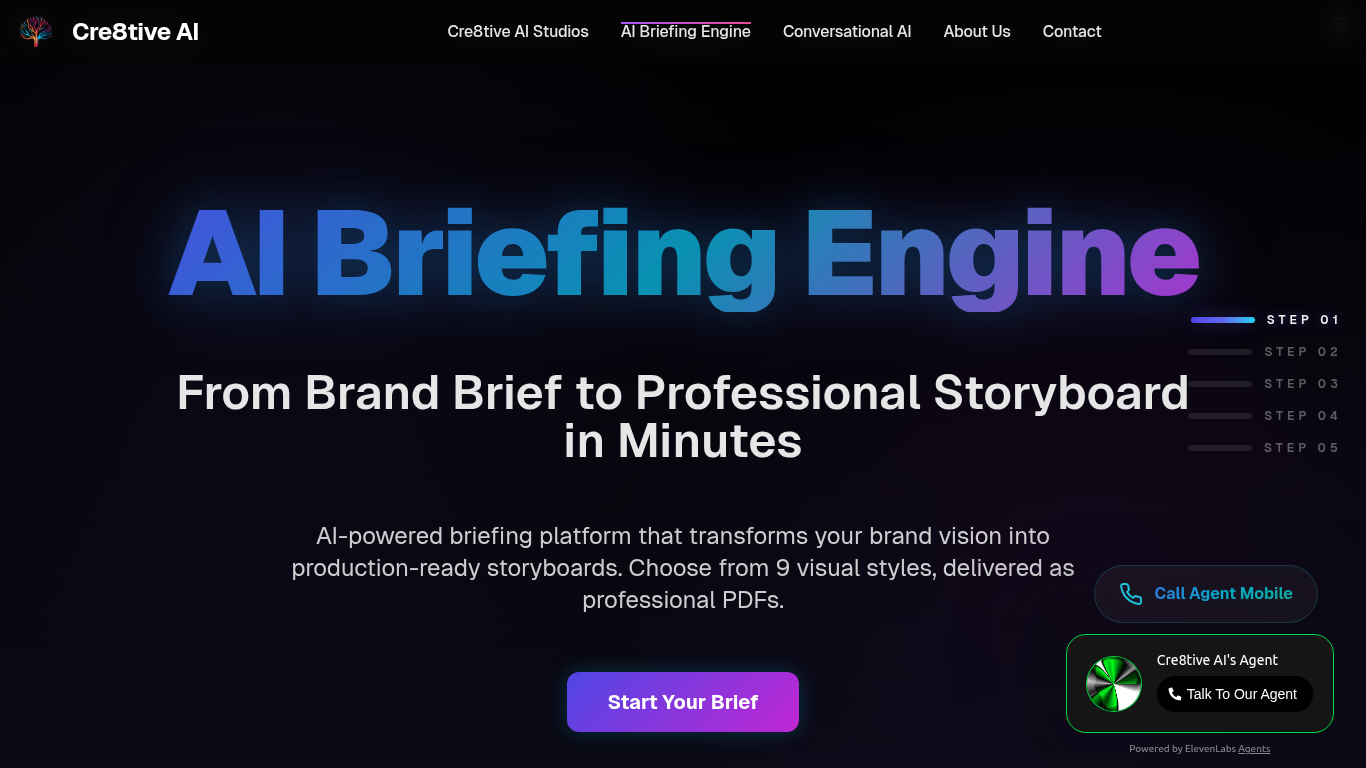 Cre8tive AI
Cre8tive AI Studios
AI Briefing Engine
Conversational AI
About Us
Contact
AI Briefing Engine
STEP 01
STEP 02
STEP 03
STEP 04
STEP 05
From Brand Brief to Professional Storyboard
in Minutes
AI-powered briefing platform that transforms your brand vision into
production-ready storyboards. Choose from 9 visual styles, delivered as
professional PDFs.
Start Your Brief
Call Agent Mobile
Cre8tive AI's Agent
Talk To Our Agent
Powered by ElevenLabs Agents